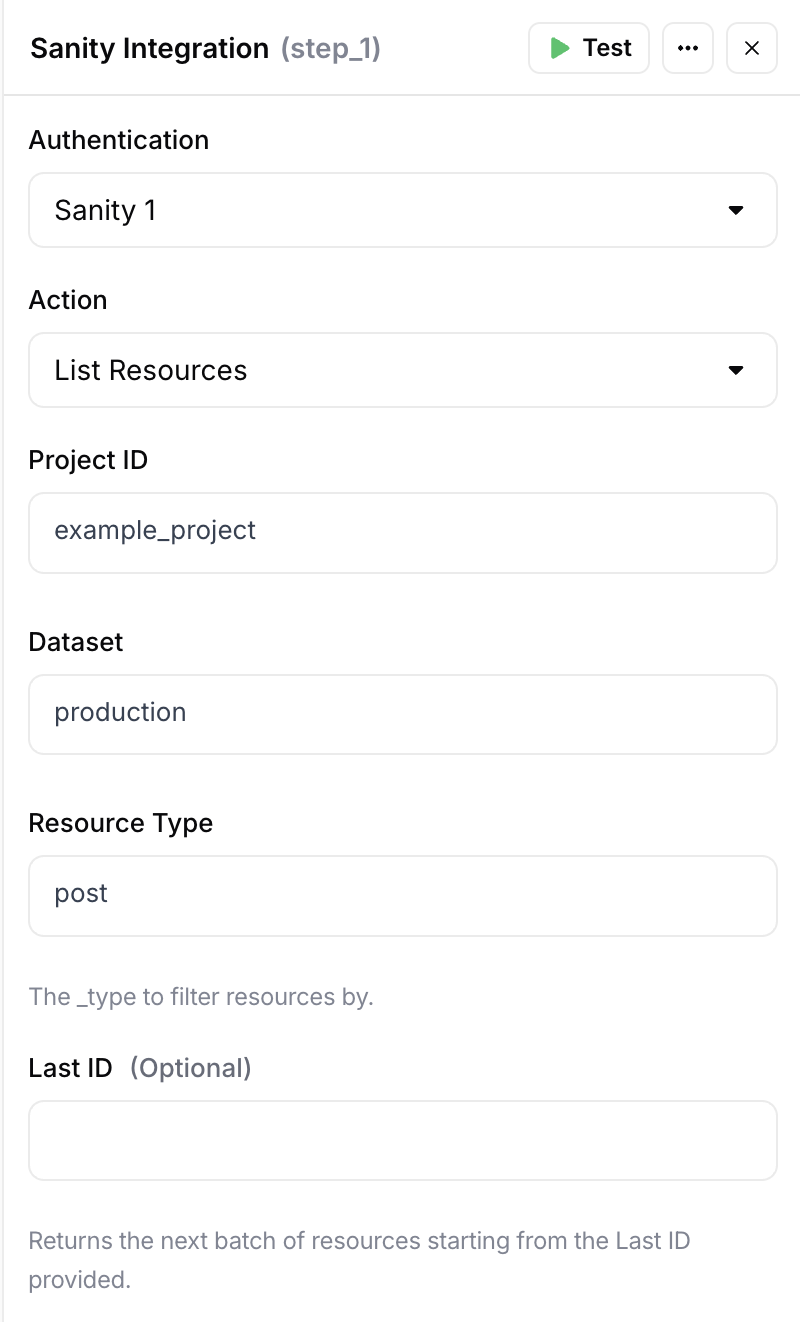 Sanity Integration (step_1) Test
Authentication
Sanity 1
Action
List Resources
Project ID
example_project
Dataset
production
Resource Type
post
The _type to filter resources by.
Last ID (Optional)
Returns the next batch of resources starting from the Last ID
provided.